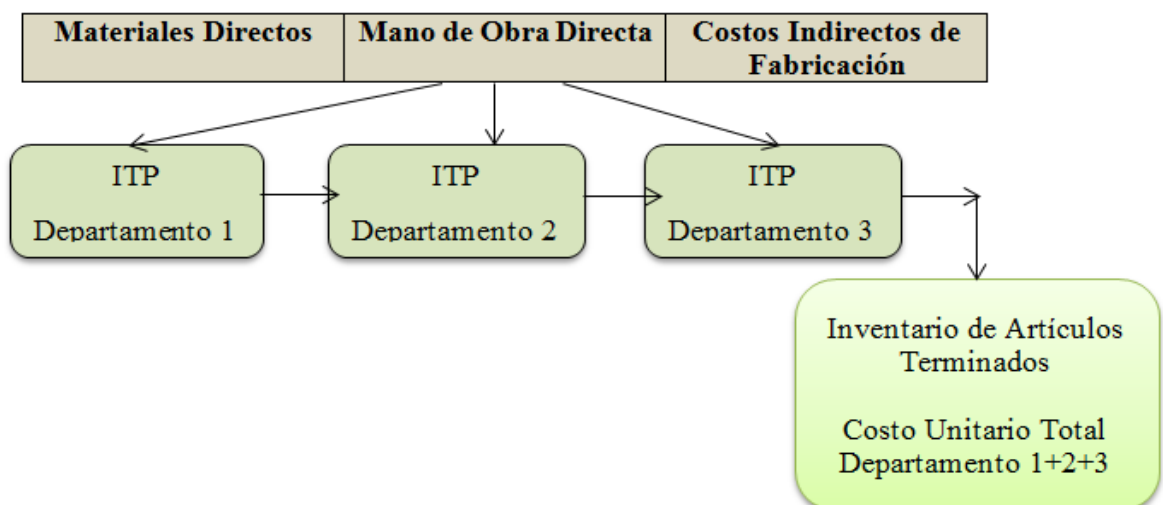 Materiales Directos
Mano de Obra Directa
Costos Indirectos de
Fabricación
ITP
Departamento 1
ITP
Departamento 2
ITP
Departamento 3
Inventario de Artículos
Terminados
Costo Unitario Total
Departamento 1+2+3